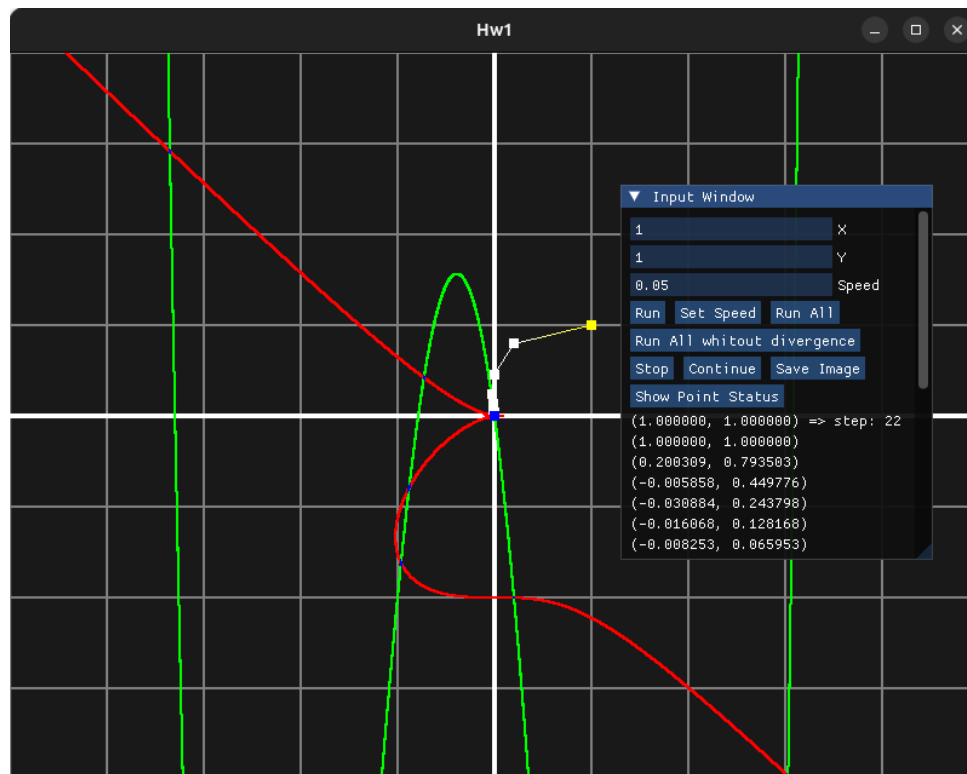 Hw1
Input Window
1 X
1 Y
0.05 Speed
Run Set Speed Run All
Run All whitout divergence
Stop Continue Save Image
Show Point Status
(1.000000, 1.000000) => step: 22
(1.000000, 1.000000)
(0.200309, 0.793503)
(-0.005858, 0.449776)
(-0.030884, 0.243798)
(-0.016068, 0.128168)
(-0.008253, 0.065953)